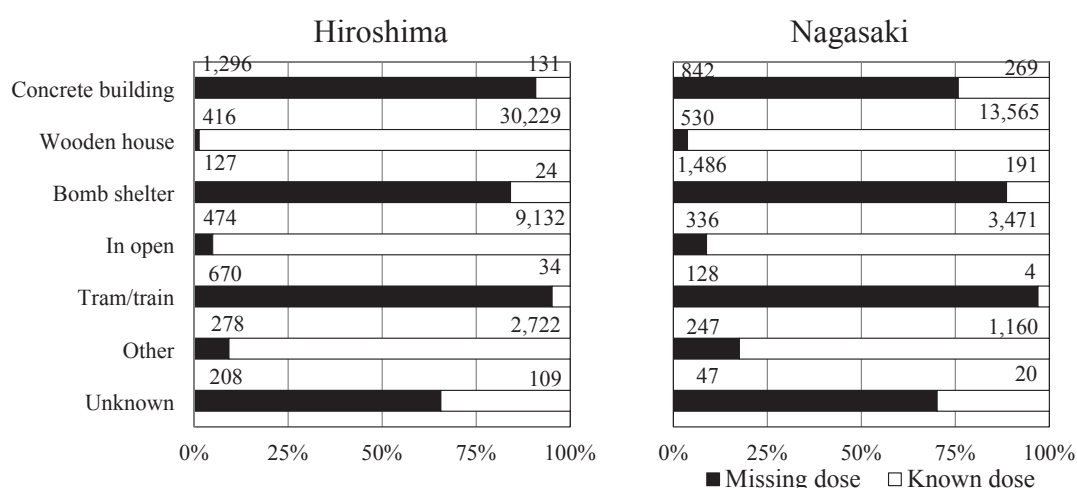 Hiroshima Nagasaki
1,296 131 842 269
Concrete building
416 30,229 530 13,565
Wooden house
127 24 1,486 191
Bomb shelter
474 9,132 336 3,471
In open
670 34 128 4
Tram/train
278 2,722 247 1,160
Other
208 109 47 20
Unknown
0% 25% 50% 75% 100% 0% 25% 50% 75% 100%
Missing dose Known dose